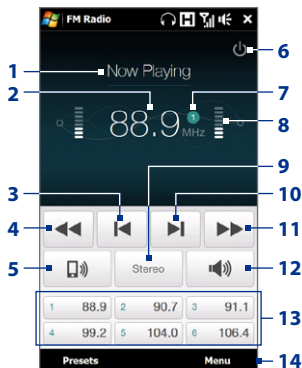 FM Radio
H
6
1 Now Playing
2 7
88.9 MHz 1 8
9
3 10
4 11
5 Stereo 12
1 88.9 2 90.7 3 91.1
13
4 99.2 5 104.0 6 106.4
Presets Menu 14